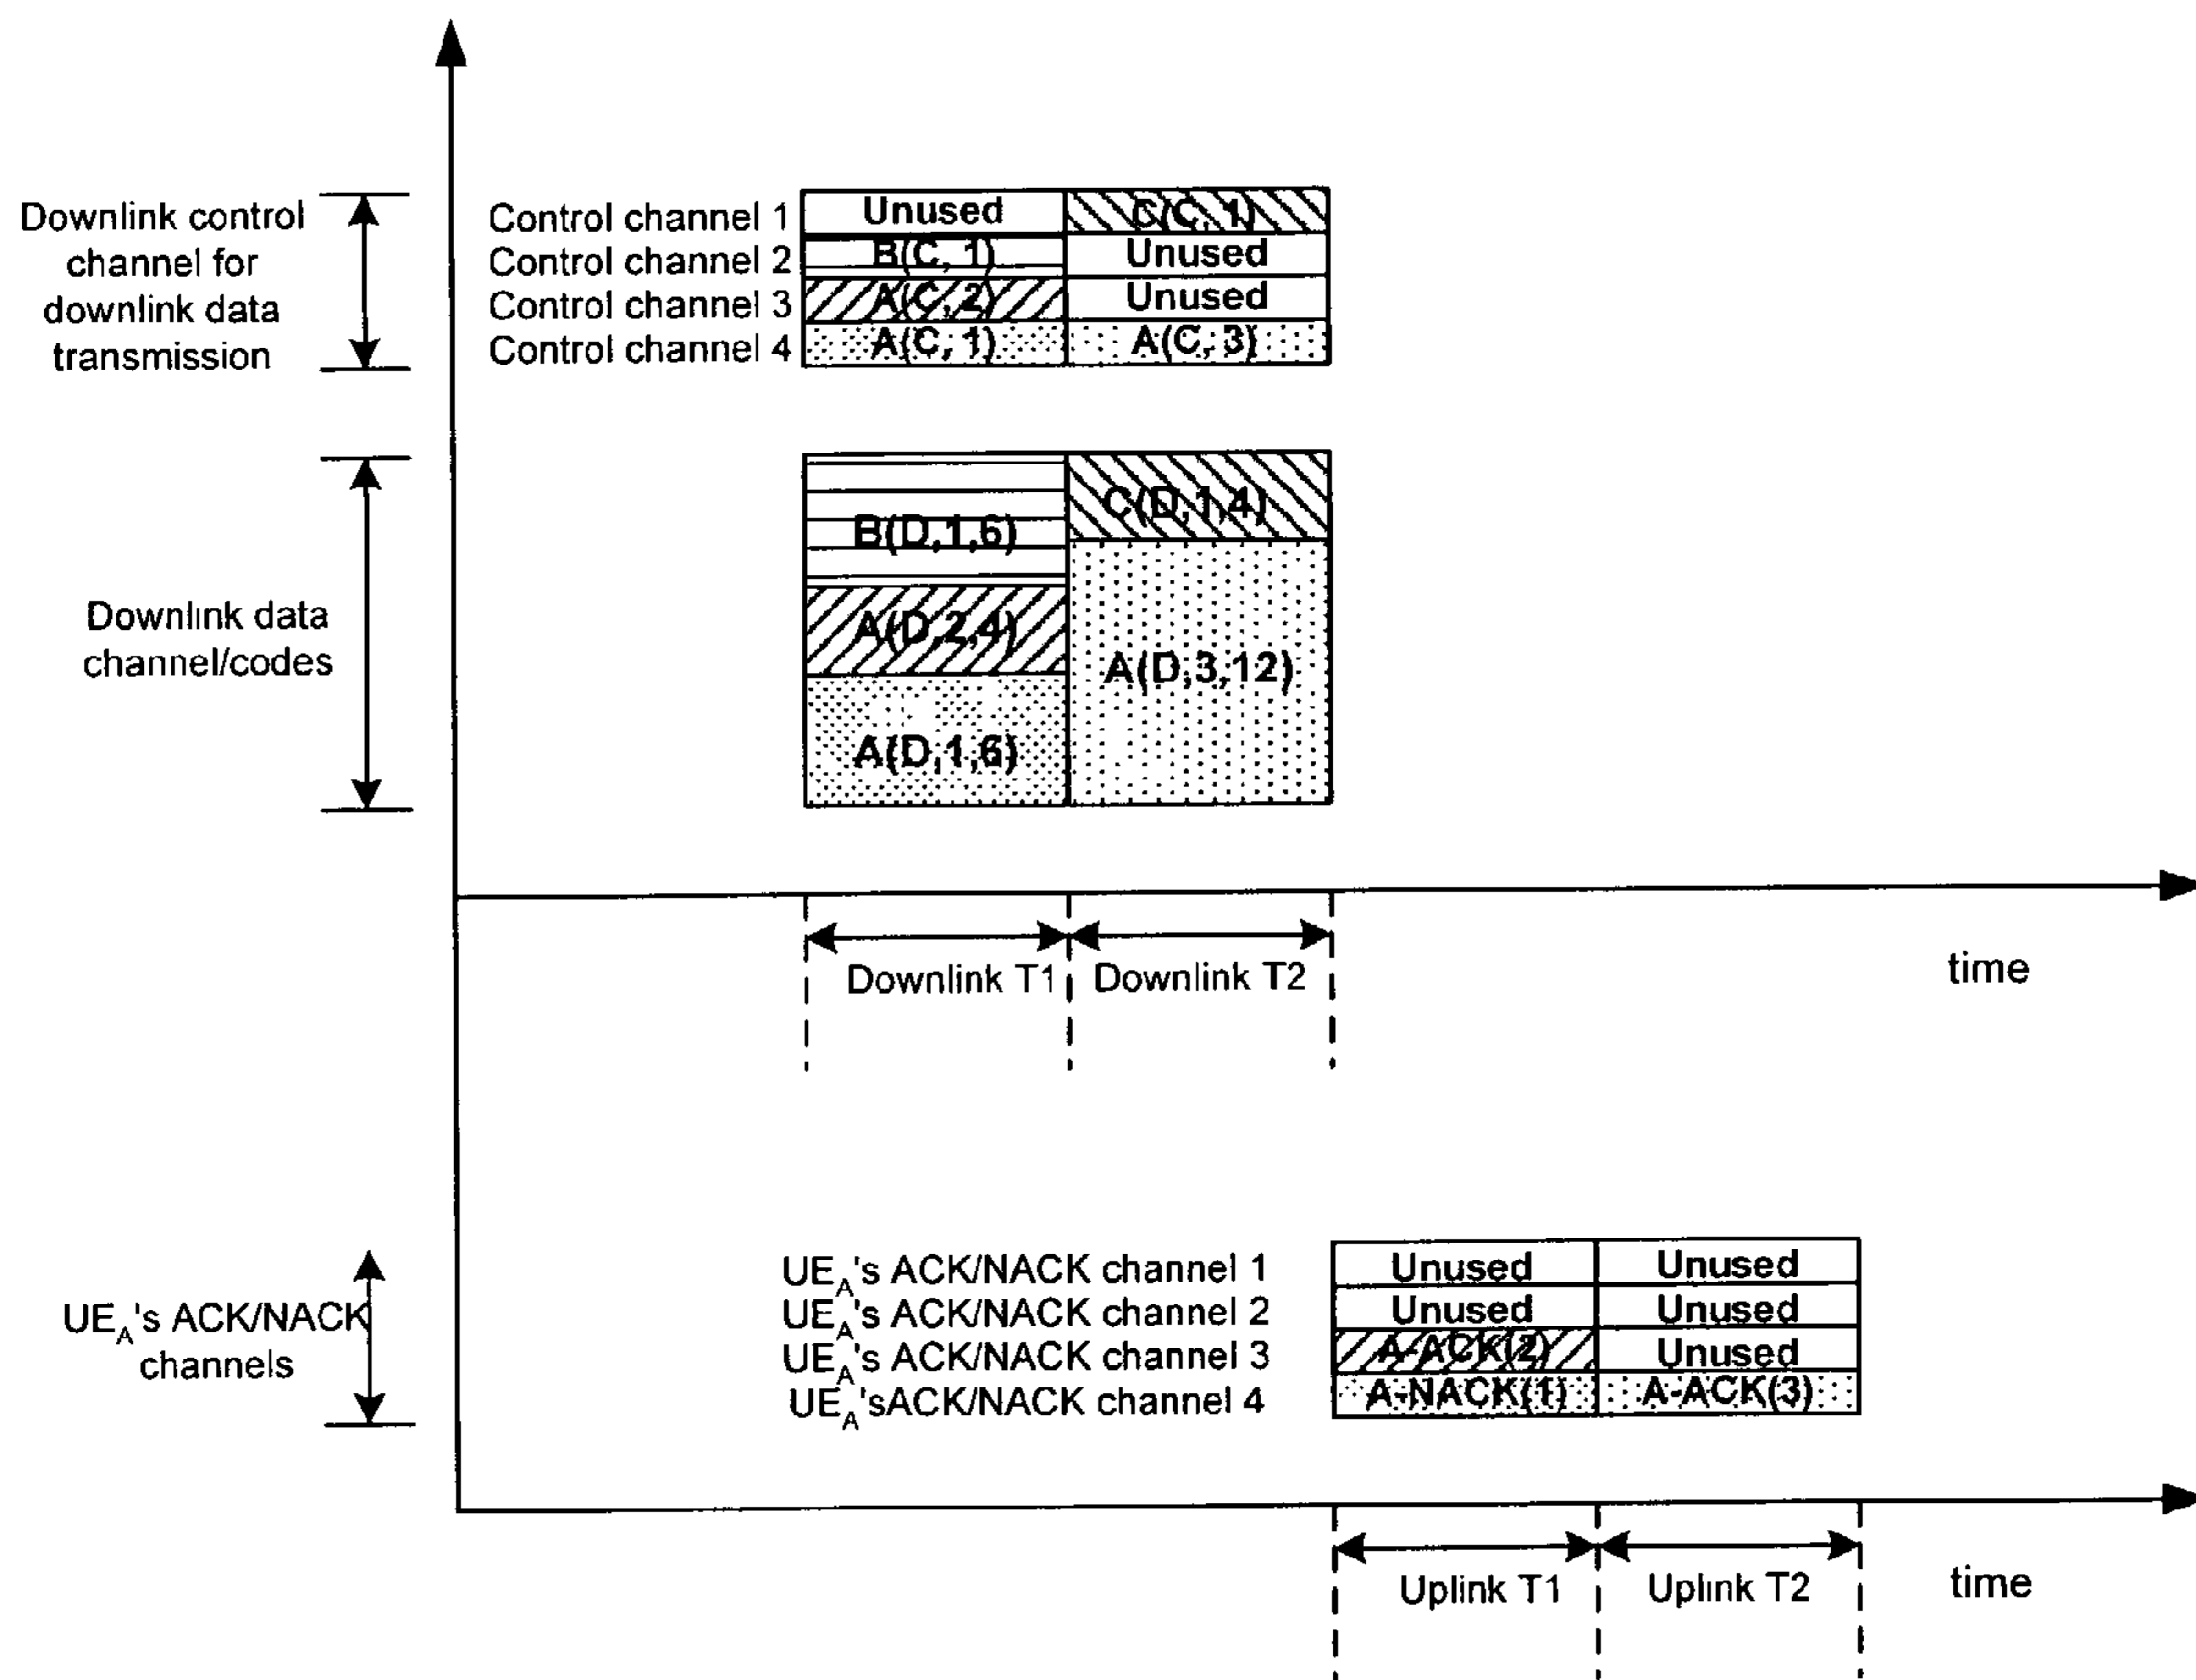 Downlink control
channel for
downlink data
transmission
Control channel 1
Control channel 2
Control channel 3
Control channel 4
Unused
C(C, 1)
B(C, 1)
Unused
A(C, 2)
Unused
A(C, 1)
A(C, 3)
Downlink data
channel/codes
B(D,1,6)
C(D,1,4)
A(D,2,4)
A(D,3,12)
A(D,1,6)
Downlink T1
Downlink T2
time
UEA's ACK/NACK
channels
UEA's ACK/NACK channel 1
UEA's ACK/NACK channel 2
UEA's ACK/NACK channel 3
UEA'sACK/NACK channel 4
Unused
Unused
Unused
Unused
A-ACK(2)
Unused
A-NACK(1)
A-ACK(3)
Uplink T1
Uplink T2
time